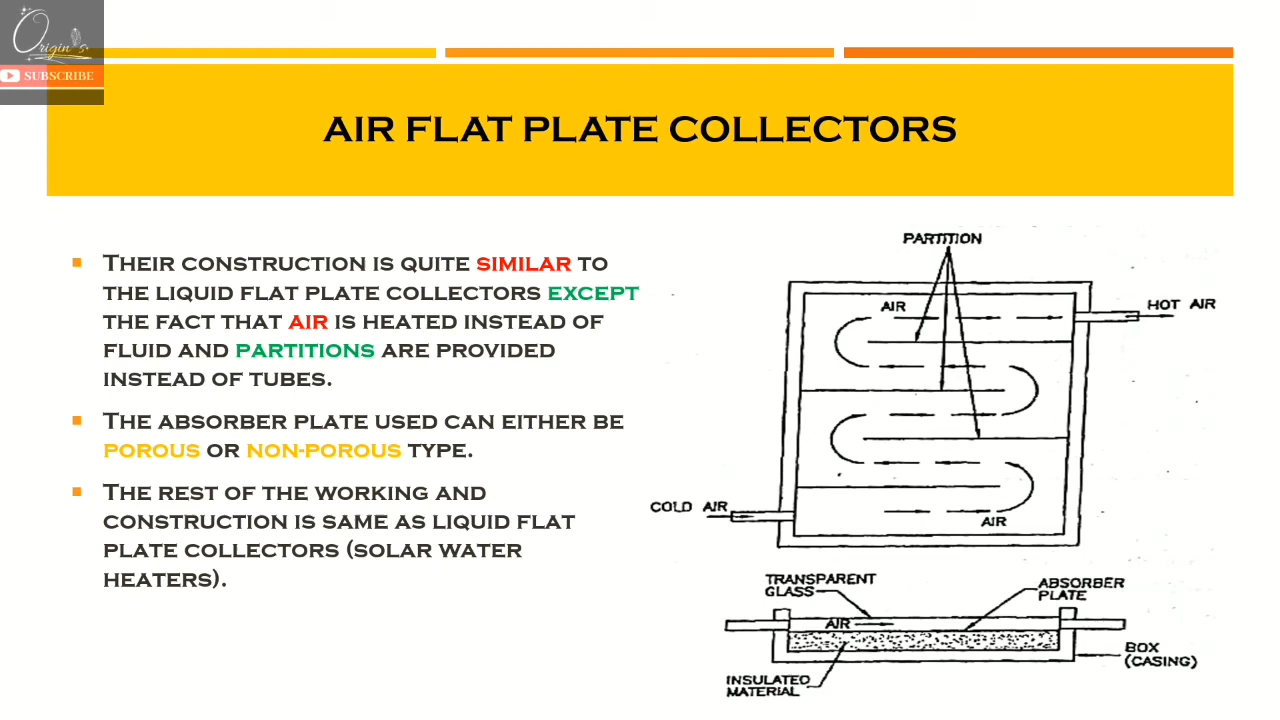 Origin's
SUBSCRIBE
AIR FLAT PLATE COLLECTORS
THEIR CONSTRUCTION IS QUITE SIMILAR TO
THE LIQUID FLAT PLATE COLLECTORS EXCEPT
THE FACT THAT AIR IS HEATED INSTEAD OF
FLUID AND PARTITIONS ARE PROVIDED
INSTEAD OF TUBES.
THE ABSORBER PLATE USED CAN EITHER BE
POROUS OR NON-POROUS TYPE.
THE REST OF THE WORKING AND
CONSTRUCTION IS SAME AS LIQUID FLAT
PLATE COLLECTORS (SOLAR WATER
HEATERS).
PARTITION
AIR
HOT AIR
COLD AIR
AIR
TRANSPARENT
GLASS
ABSORBER
PLATE
AIR
BOX
(CASING)
INSULATED
MATERIAL